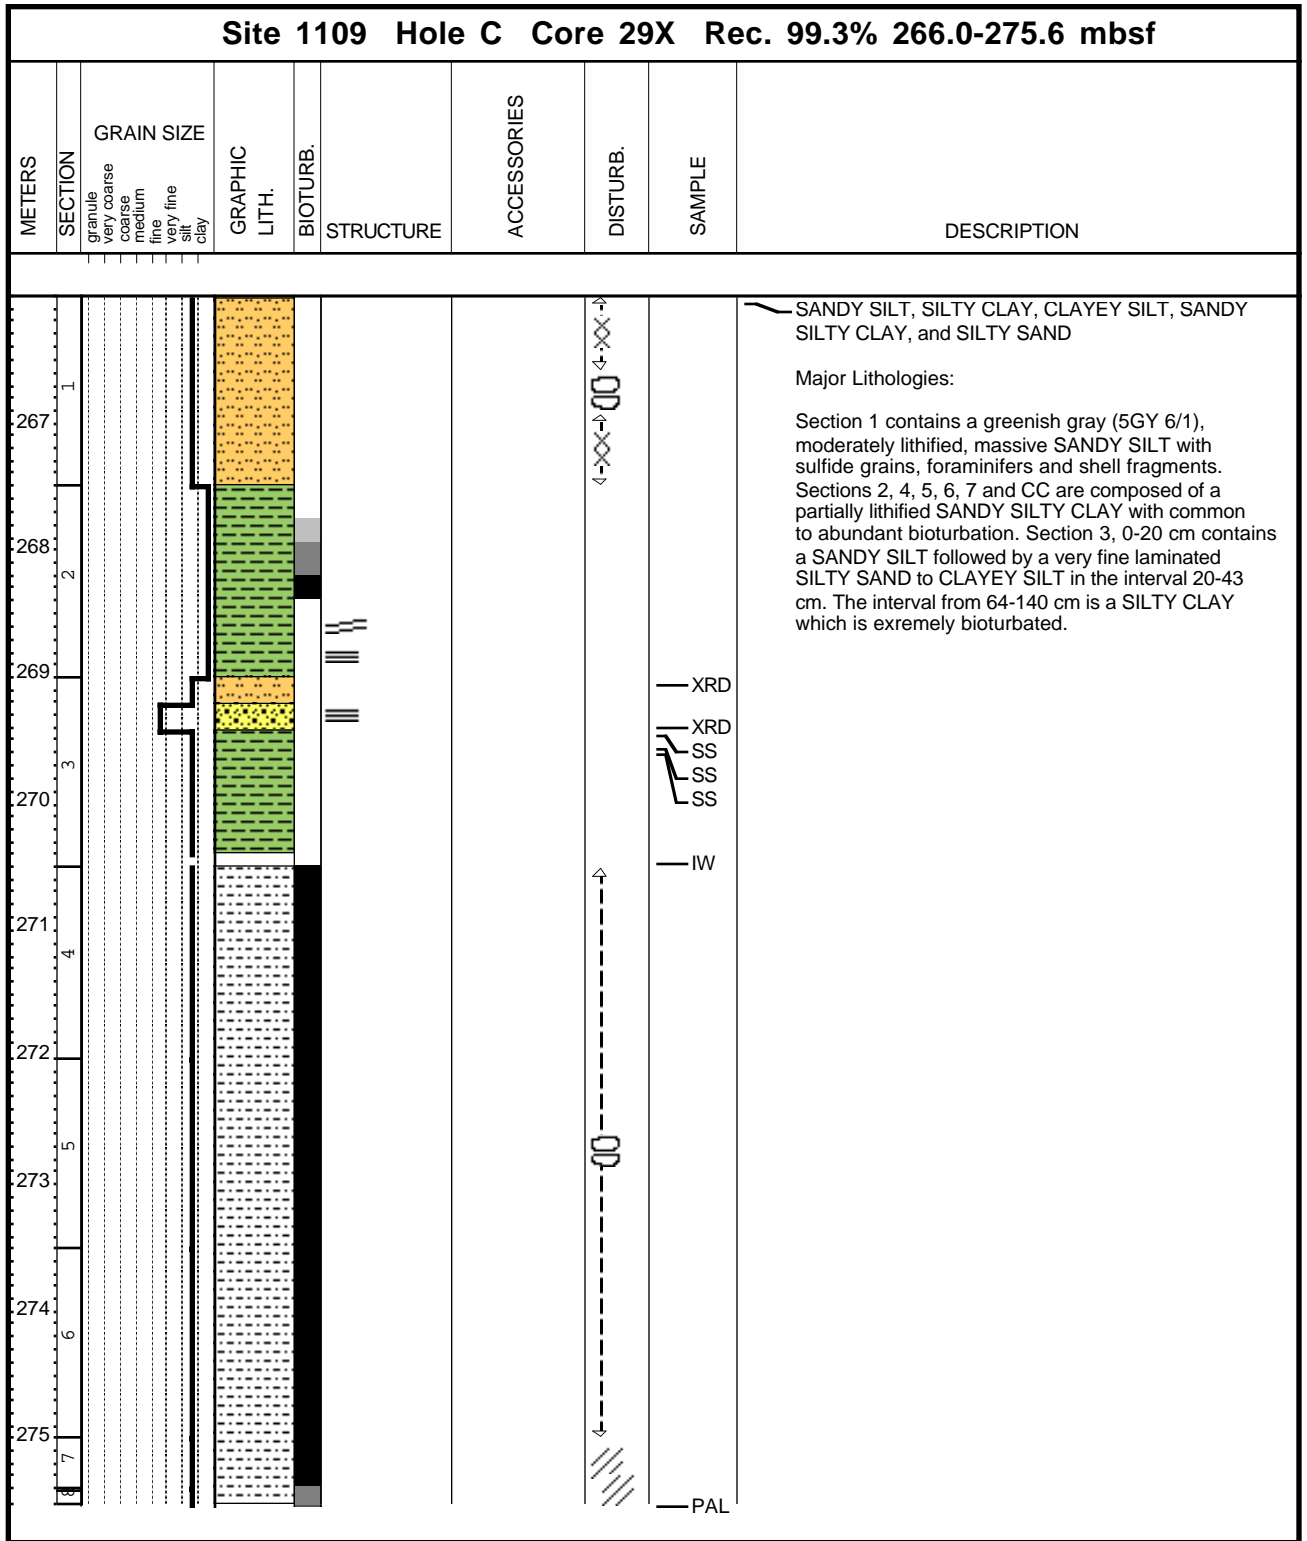 Site 1109 Hole C Core 29X Rec. 99.3% 266.0-275.6 mbsf
METERS
SECTION
GRAIN SIZE
granule
very coarse
coarse
medium
fine
very fine
silt
clay
GRAPHIC
LITH.
BIOTURB.
STRUCTURE
ACCESSORIES
DISTURB.
SAMPLE
DESCRIPTION
SANDY SILT, SILTY CLAY, CLAYEY SILT, SANDY
SILTY CLAY, and SILTY SAND
Major Lithologies:
Section 1 contains a greenish gray (5GY 6/1),
moderately lithified, massive SANDY SILT with
sulfide grains, foraminifers and shell fragments.
Sections 2, 4, 5, 6, 7 and CC are composed of a
partially lithified SANDY SILTY CLAY with common
to abundant bioturbation. Section 3, 0-20 cm contains
a SANDY SILT followed by a very fine laminated
SILTY SAND to CLAYEY SILT in the interval 20-43
cm. The interval from 64-140 cm is a SILTY CLAY
which is exremely bioturbated.
1
267
268
2
269
XRD
XRD
SS
3
SS
270
SS
IW
271
4
272
5
273
274
6
275
7
8
PAL